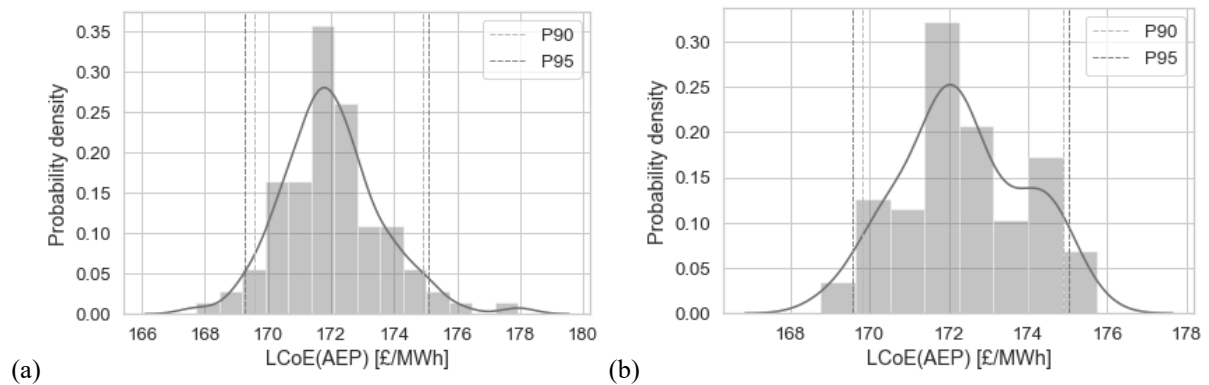 0.35
0.30
0.25
0.20
0.15
0.10
0.05
0.00
Probability density
166 168 170 172 174 176 178 180
LCoE(AEP) [£/MWh]
P90
P95
(a)
0.30
0.25
0.20
0.15
0.10
0.05
0.00
Probability density
168 170 172 174 176 178
LCoE(AEP) [£/MWh]
P90
P95
(b)